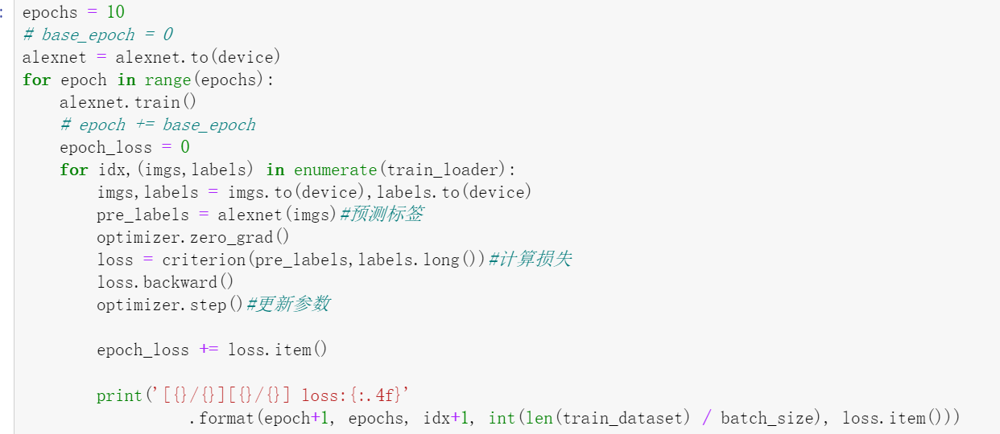 :
epochs = 10
# base_epoch = 0
alexnet = alexnet.to(device)
for epoch in range(epochs):
    alexnet.train()
    # epoch += base_epoch
    epoch_loss = 0
    for idx,(imgs,labels) in enumerate(train_loader):
        imgs,labels = imgs.to(device),labels.to(device)
        pre_labels = alexnet(imgs)#预测标签
        optimizer.zero_grad()
        loss = criterion(pre_labels,labels.long())#计算损失
        loss.backward()
        optimizer.step()#更新参数

        epoch_loss += loss.item()

        print('[{}/{}][{}/{}] loss:{:.4f}'
                  .format(epoch+1, epochs, idx+1, int(len(train_dataset) / batch_size), loss.item()))